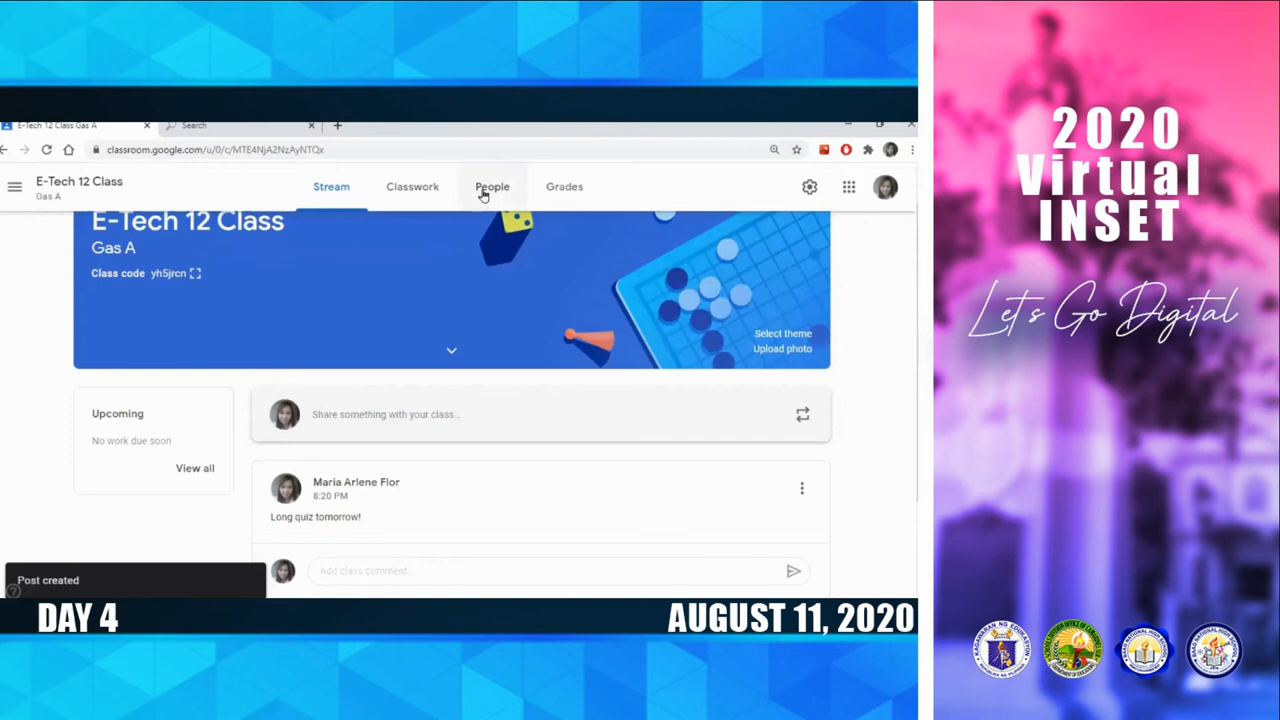 E-Tech 12 Class Gas A
Search
classroom.google.com/u/0/c/MTE4NjA2NzAyNTQx
E-Tech 12 Class
Gas A
Stream
Classwork
People
Grades
E-Tech 12 Class
Gas A
Class code yh5jrcn
Select theme
Upload photo
Upcoming
No work due soon
View all
Share something with your class...
Maria Arlene Flor
8:20 PM
Long quiz tomorrow!
Add class comment...
Post created
DAY 4
AUGUST 11, 2020
2020
Virtual
INSET
Let's Go Digital